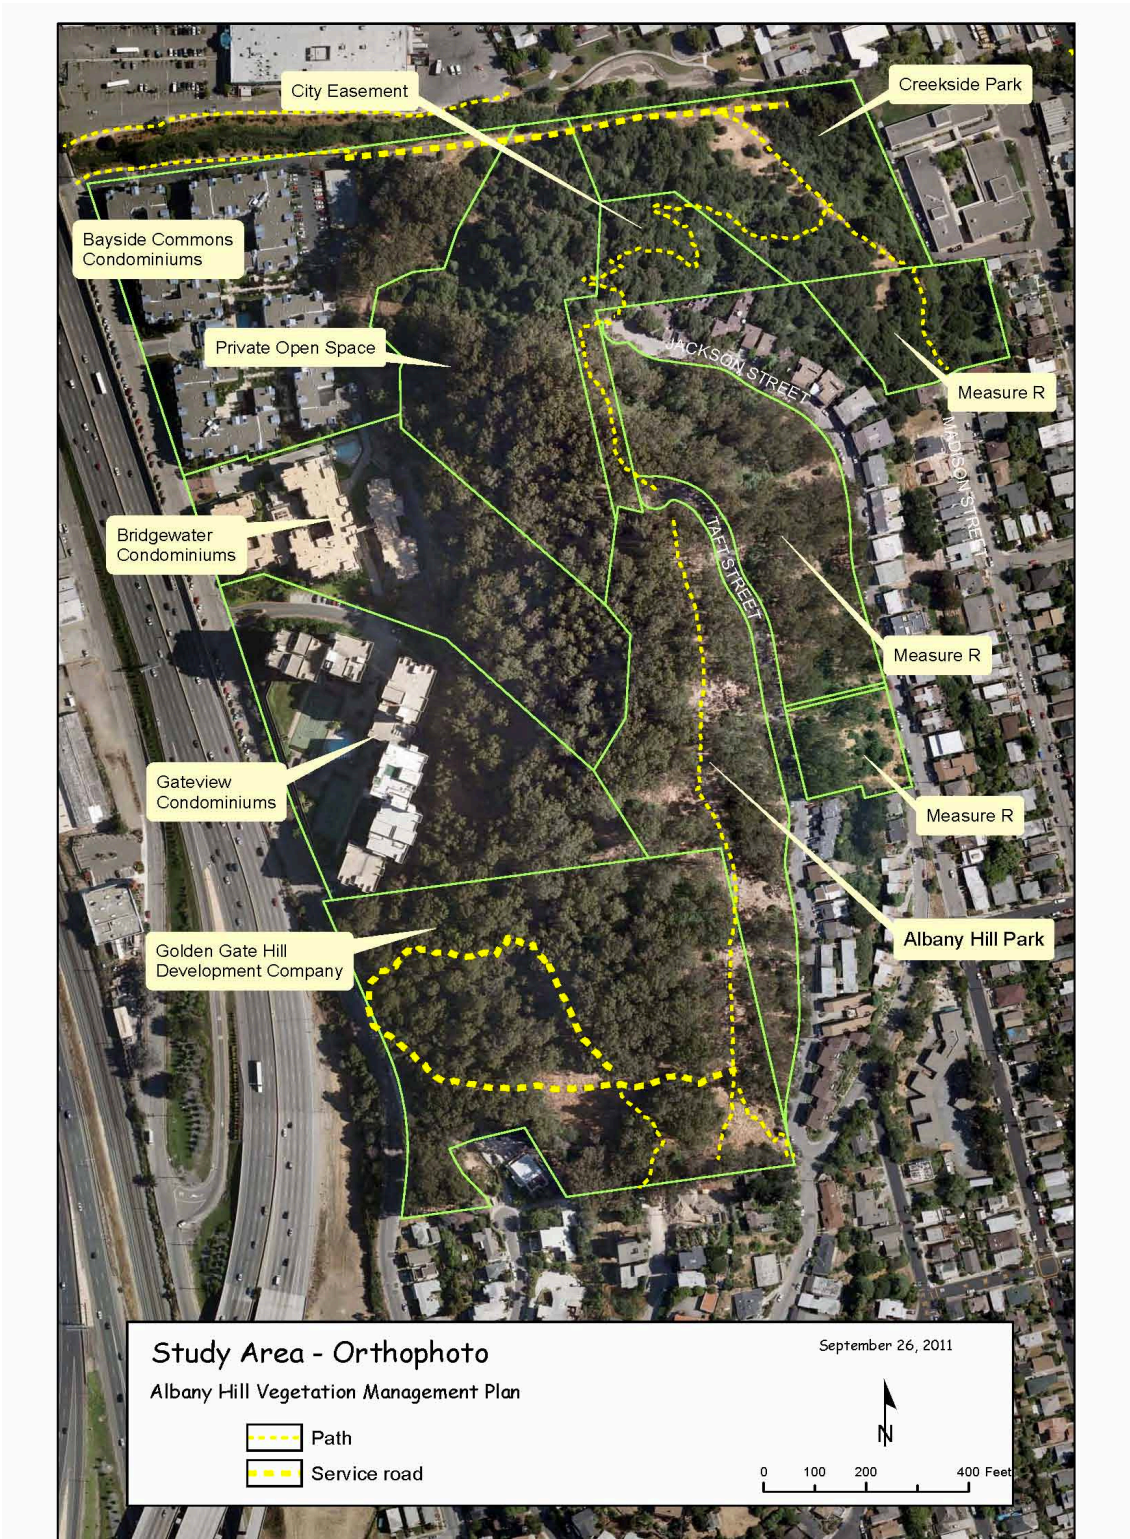 City Easement
Creekside Park
Bayside Commons
Condominiums
Private Open Space
JACKSON STREET
Measure R
MADISON STREET
Bridgewater
Condominiums
TAFT STREET
Measure R
Gateview
Condominiums
Measure R
Albany Hill Park
Golden Gate Hill
Development Company
Study Area - Orthophoto
September 26, 2011
Albany Hill Vegetation Management Plan
Path
Service road
N
0 100 200 400 Feet